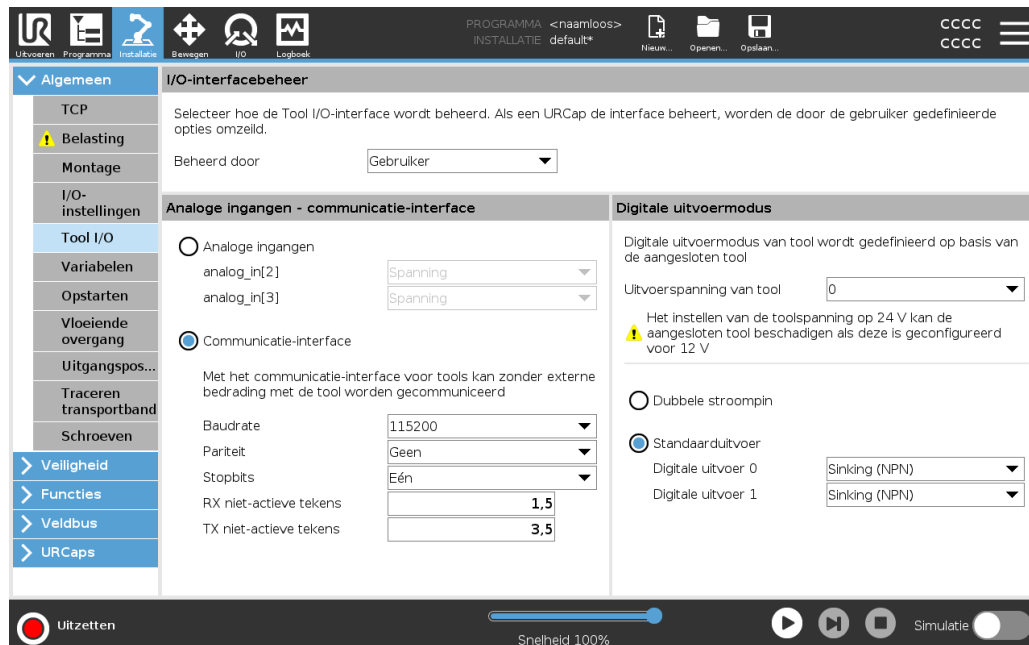 UR
PROGRAMMA <naamloos>
INSTALLATIE default*
CCCC
CCCC
Uitvoeren Programma Installatie Bewegen I/O Logboek Nieuw... Openen... Opslaan...
Algemeen
TCP
Belasting
Montage
I/O-
instellingen
Tool I/O
Variabelen
Opstarten
Vloeiende
overgang
Uitgangspos...
Traceren
transportband
Schroeven
Veiligheid
Functies
Veldbus
URCaps
I/O-interfacebeheer
Selecteer hoe de Tool I/O-interface wordt beheerd. Als een URCap de interface beheert, worden de door de gebruiker gedefinieerde
opties omzeild.
Beheerd door Gebruiker
Analoge ingangen - communicatie-interface
Analoge ingangen
analog_in[2] Spanning
analog_in[3] Spanning
Communicatie-interface
Met het communicatie-interface voor tools kan zonder externe
bedrading met de tool worden gecommuniceerd
Baudrate 115200
Pariteit Geen
Stopbits Eén
RX niet-actieve tekens 1,5
TX niet-actieve tekens 3,5
Digitale uitvoermodus
Digitale uitvoermodus van tool wordt gedefinieerd op basis van
de aangesloten tool
Uitvoerspanning van tool 0
Het instellen van de toolspanning op 24 V kan de
aangesloten tool beschadigen als deze is geconfigureerd
voor 12 V
Dubbele stroompin
Standaarduitvoer
Digitale uitvoer 0 Sinking (NPN)
Digitale uitvoer 1 Sinking (NPN)
Uitzetten
Snelheid 100%
Simulatie